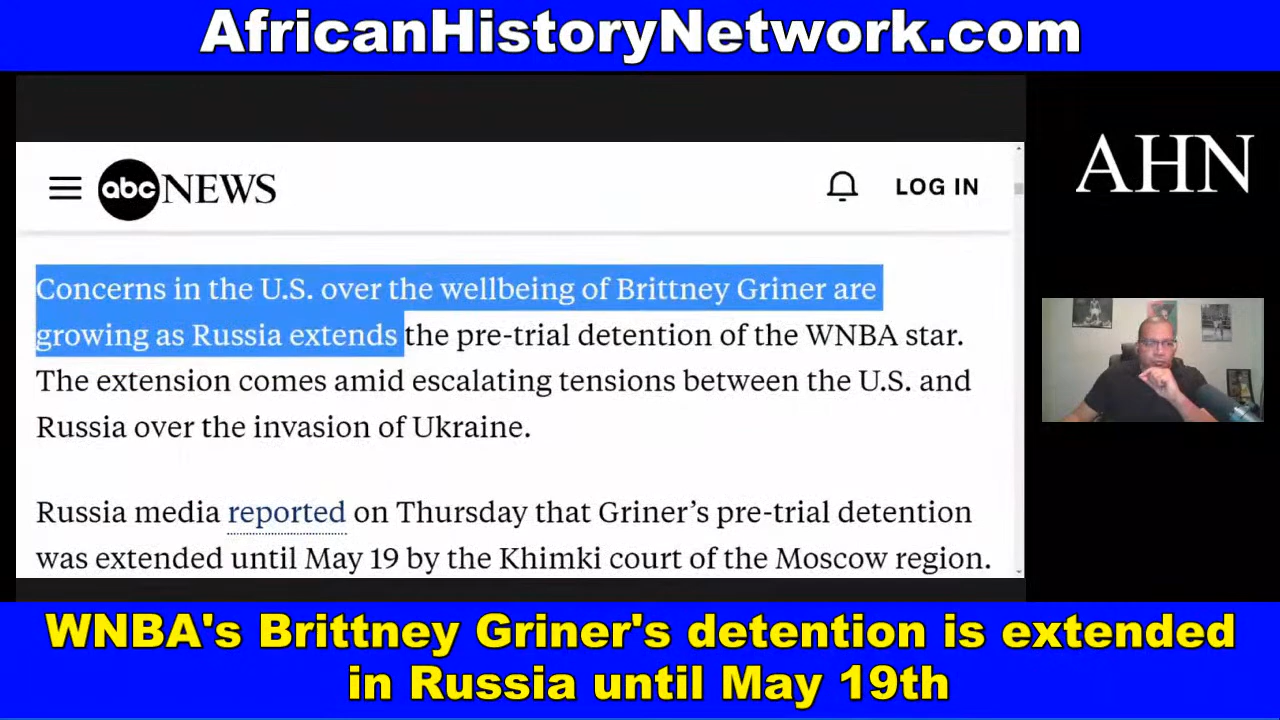 AfricanHistoryNetwork.com
abc NEWS
LOG IN
AHN
Concerns in the U.S. over the wellbeing of Brittney Griner are
growing as Russia extends the pre-trial detention of the WNBA star.
The extension comes amid escalating tensions between the U.S. and
Russia over the invasion of Ukraine.
Russia media reported on Thursday that Griner’s pre-trial detention
was extended until May 19 by the Khimki court of the Moscow region.
WNBA's Brittney Griner's detention is extended
in Russia until May 19th